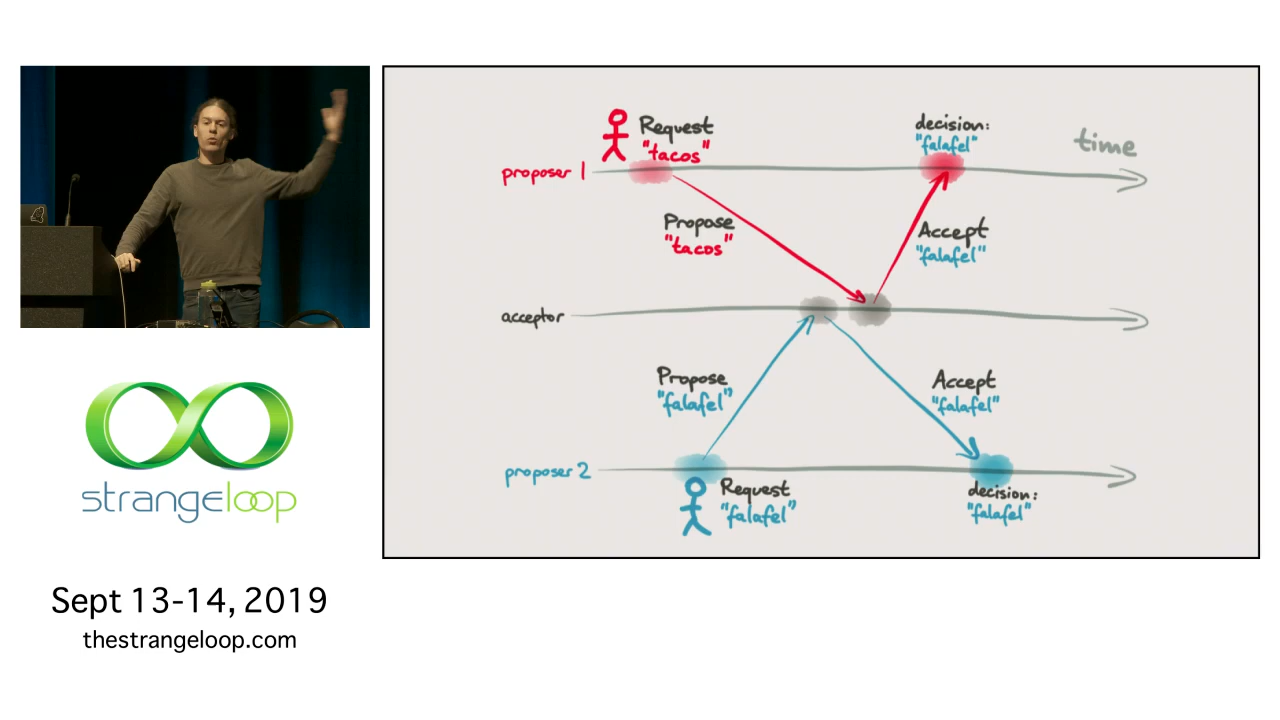 Request
"tacos"
decision:
"falafel"
time
proposer 1
Propose
"tacos"
Accept
"falafel"
acceptor
Propose
"falafel"
Accept
"falafel"
proposer 2
Request
"falafel"
decision:
"falafel"
strangeloop
Sept 13-14, 2019
thestrangeloop.com